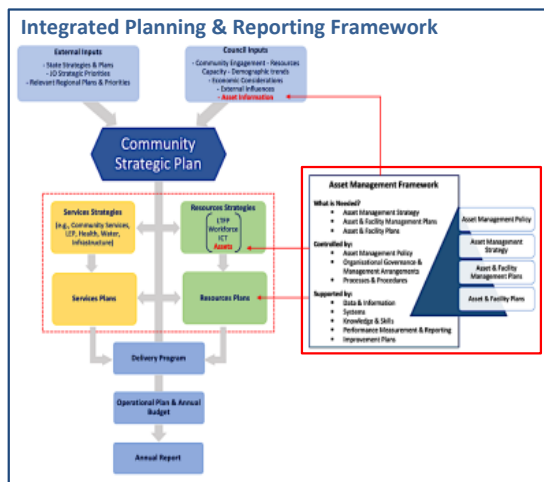 Integrated Planning & Reporting Framework
External Inputs
- State Strategies & Plans
- JO Strategic Priorities
- Relevant Regional Plans & Priorities
Council Inputs
- Community Engagement - Resources
Capacity - Demographic trends
- Economic Considerations
- External Influences
- Asset Information
Community
Strategic Plan
Services Strategies
(e.g., Community Services,
LEP, Health, Water,
Infrastructure)
Resources Strategies
LTFP
Workforce
ICT
Assets
Services Plans
Resources Plans
Delivery Program
Operational Plan & Annual
Budget
Annual Report
Asset Management Framework
What is Needed?
• Asset Management Strategy
• Asset & Facility Management Plans
• Asset & Facility Plans
Controlled by:
• Asset Management Policy
• Organisational Governance &
Management Arrangements
• Processes & Procedures
Supported by:
• Data & Information
• Systems
• Knowledge & Skills
• Performance Measurement & Reporting
• Improvement Plans
Asset Management Policy
Asset Management
Strategy
Asset & Facility
Management Plans
Asset & Facility Plans